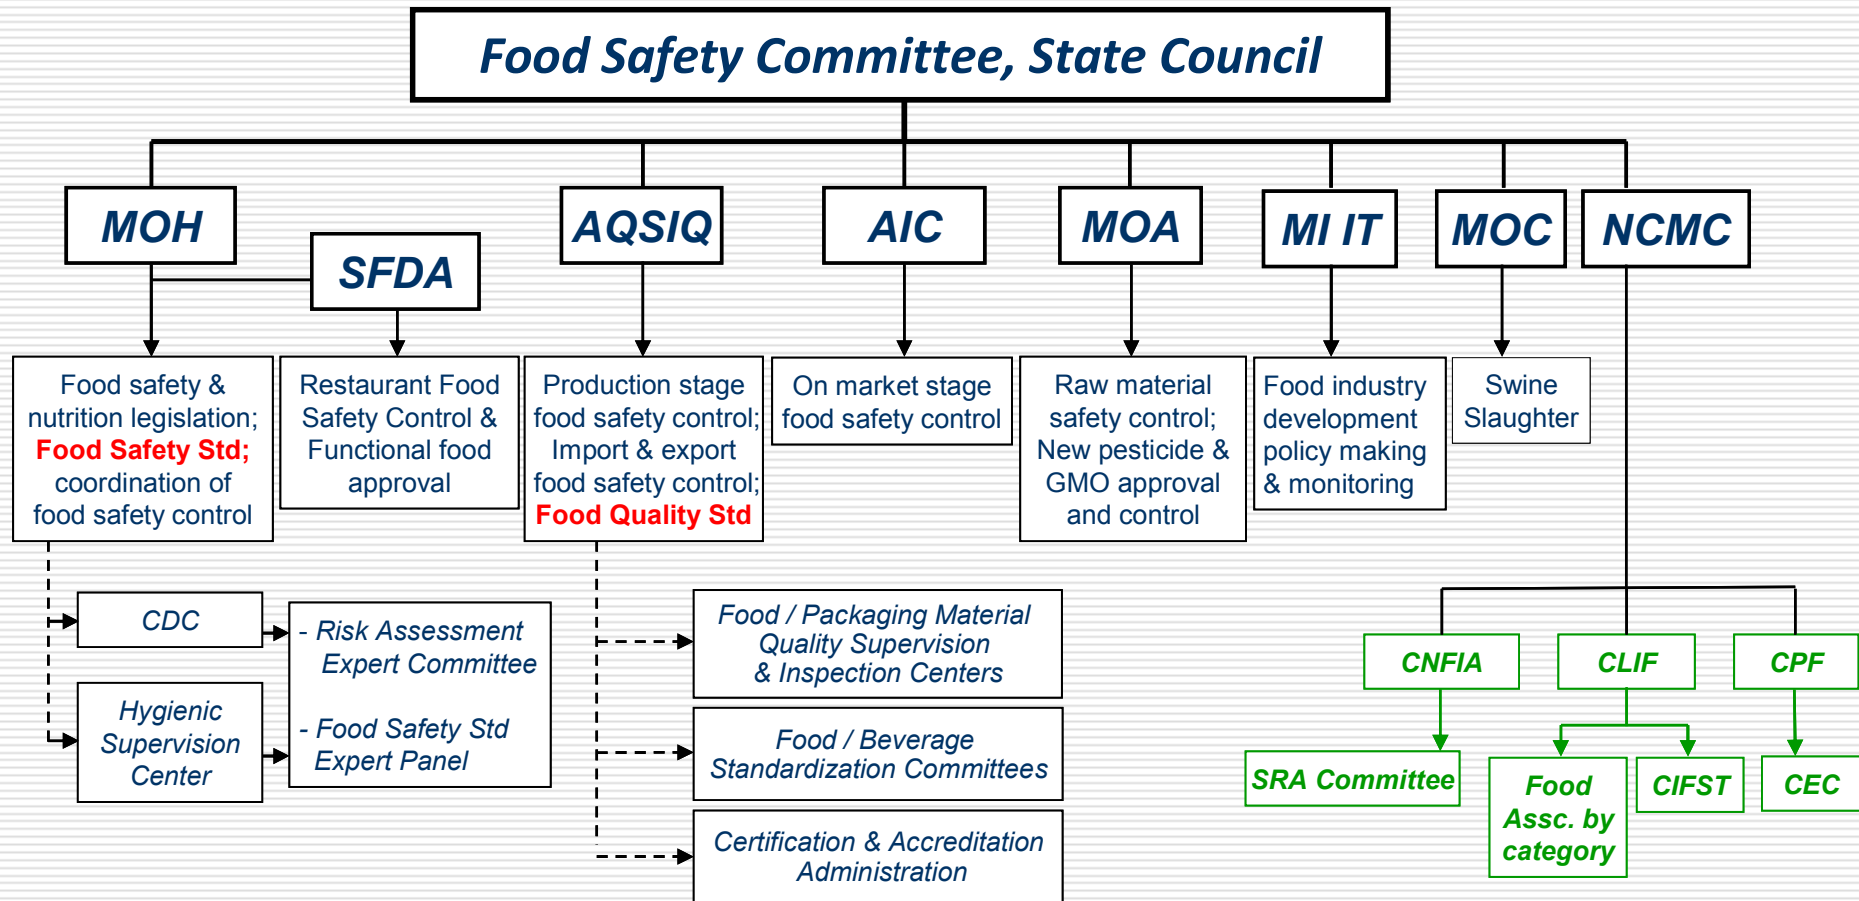 Food Safety Committee, State Council
MOH
SFDA
AQSIQ
AIC
MOA
MI IT
MOC
NCMC
Food safety &
nutrition legislation;
Food Safety Std;
coordination of
food safety control
Restaurant Food
Safety Control &
Functional food
approval
Production stage
food safety control;
Import & export
food safety control;
Food Quality Std
On market stage
food safety control
Raw material
safety control;
New pesticide &
GMO approval
and control
Food industry
development
policy making
& monitoring
Swine
Slaughter
CDC
Hygienic
Supervision
Center
- Risk Assessment
Expert Committee
- Food Safety Std
Expert Panel
Food / Packaging Material
Quality Supervision
& Inspection Centers
Food / Beverage
Standardization Committees
Certification & Accreditation
Administration
CNFIA
CLIF
CPF
SRA Committee
Food
Assc. by
category
CIFST
CEC